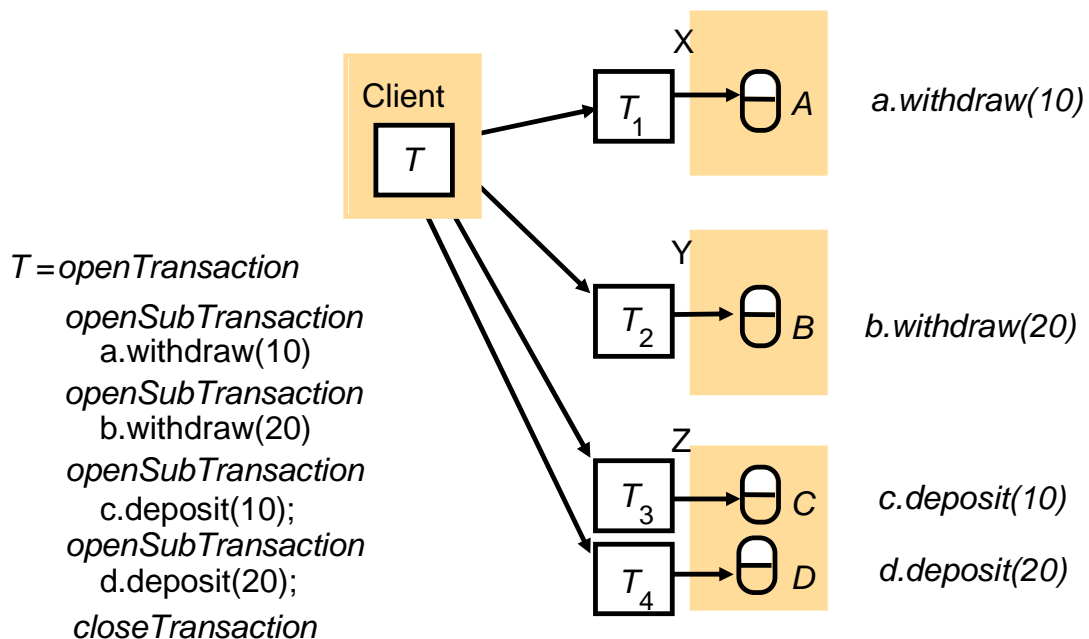 X
Client
T
T1
A
a.withdraw(10)
Y
T2
B
b.withdraw(20)
Z
T3
C
c.deposit(10)
T4
D
d.deposit(20)
T = openTransaction
openSubTransaction
a.withdraw(10)
openSubTransaction
b.withdraw(20)
openSubTransaction
c.deposit(10);
openSubTransaction
d.deposit(20);
closeTransaction